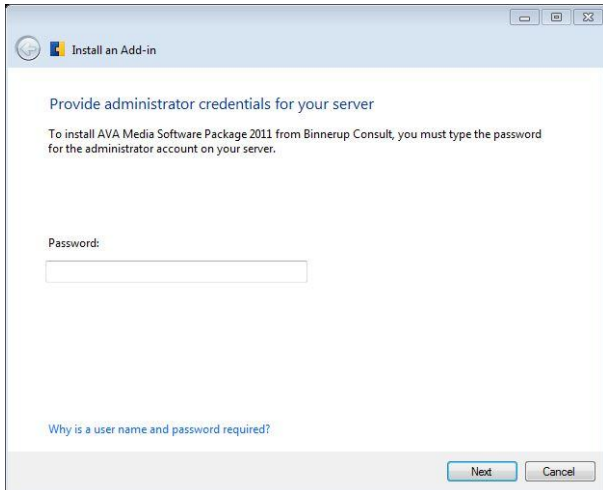 Install an Add-in
Provide administrator credentials for your server
To install AVA Media Software Package 2011 from Binnerup Consult, you must type the password
for the administrator account on your server.
Password:
Why is a user name and password required?
Next
Cancel